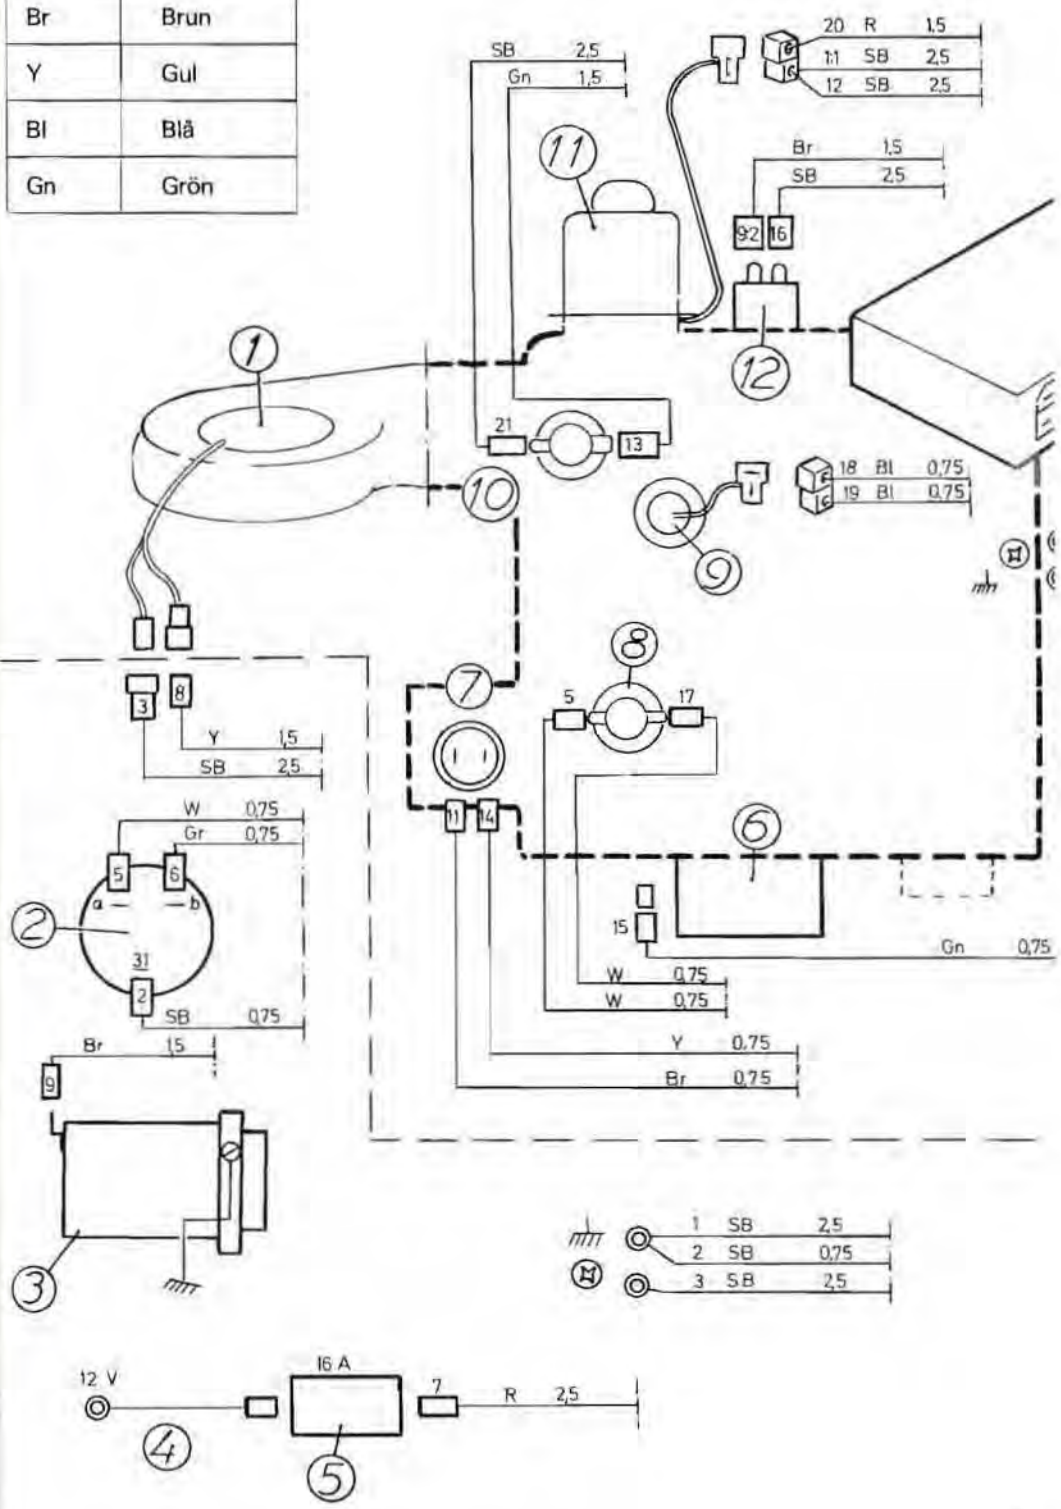 Br Brun
Y Gul
Bl Blå
Gn Grön
SB 2,5
Gn 1,5
20 R 1,5
1:1 SB 2,5
12 SB 2,5
11
Br 1,5
SB 2,5
9:2 16
1
12
21 13
10
18 Bl 0,75
19 Bl 0,75
9
8
7
5 17
3 8
Y 1,5
SB 2,5
W 0,75
Gr 0,75
11 14
6
5 6
a b
2
31
2
SB 0,75
15
Gn 0,75
W 0,75
W 0,75
Y 0,75
Br 0,75
Br 1,5
9
3
1 SB 2,5
2 SB 0,75
3 SB 2,5
12 V
16 A
7
R 2,5
4
5